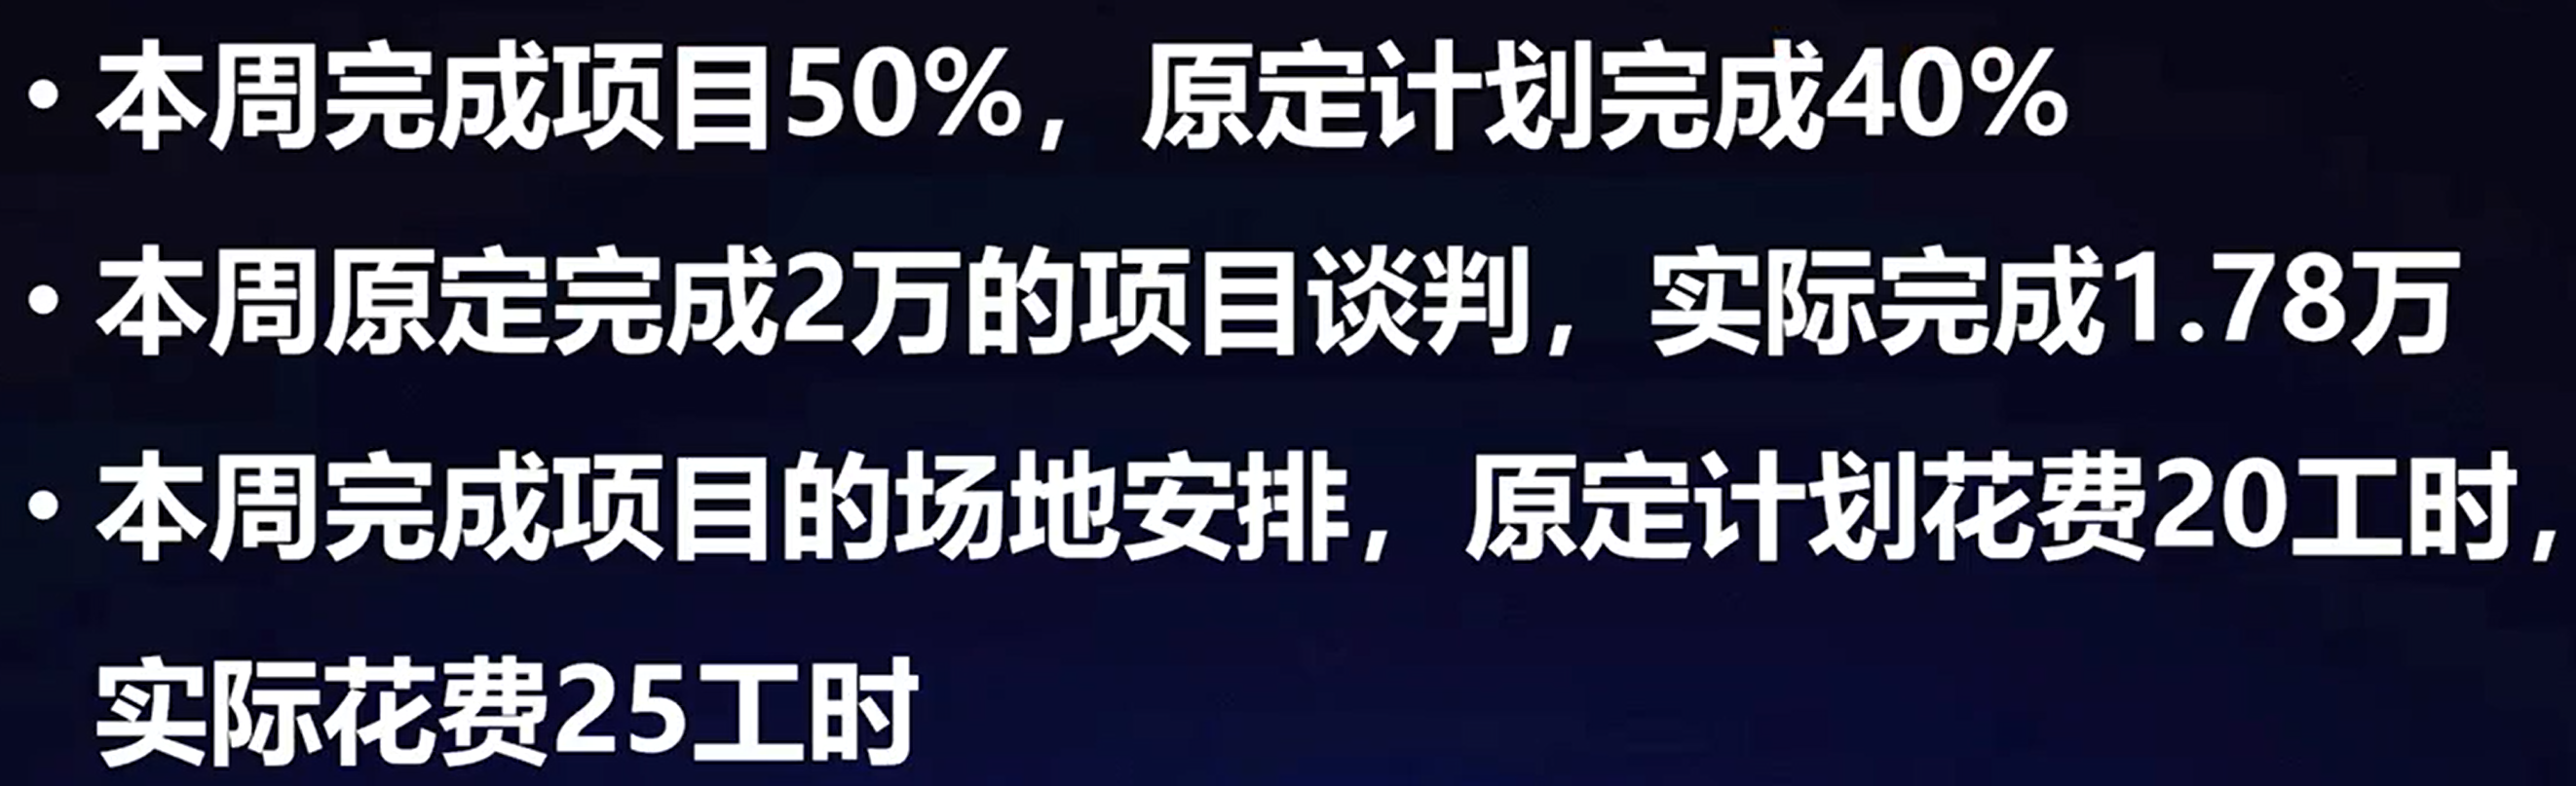 • 本周完成项目50%，原定计划完成40%
• 本周原定完成2万的项目谈判，实际完成1.78万
• 本周完成项目的场地安排，原定计划花费20工时，
实际花费25工时